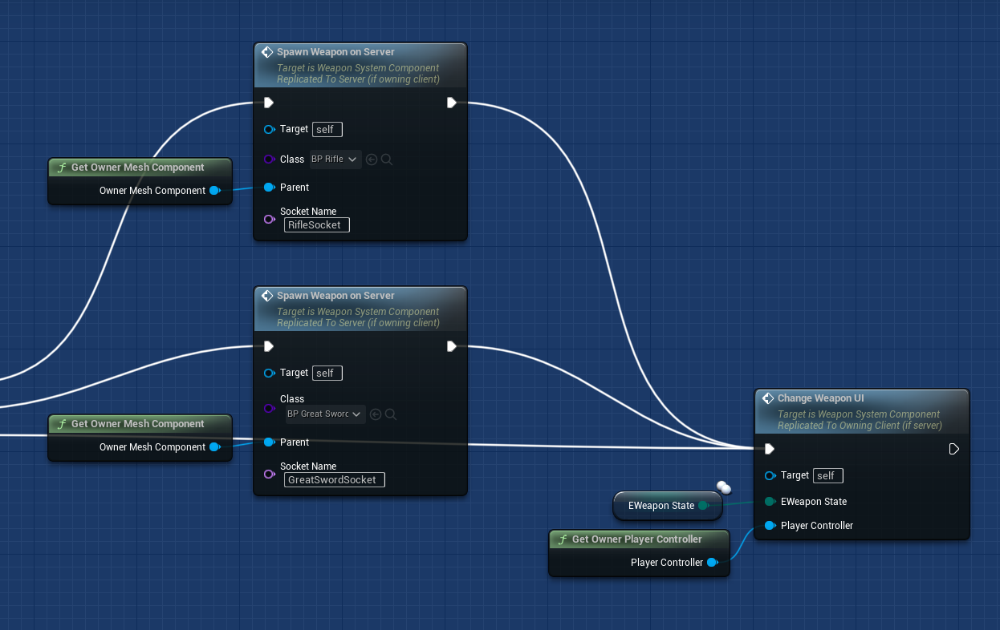 Spawn Weapon on Server
Target is Weapon System Component
Replicated To Server (if owning client)
Target self
Class BP Rifle
Parent
Socket Name
RifleSocket
f Get Owner Mesh Component
Owner Mesh Component
Spawn Weapon on Server
Target is Weapon System Component
Replicated To Server (if owning client)
Target self
Class
BP Great Sword
Parent
Socket Name
GreatSwordSocket
f Get Owner Mesh Component
Owner Mesh Component
Change Weapon UI
Target is Weapon System Component
Replicated To Owning Client (if server)
Target self
EWeapon State
Player Controller
EWeapon State
f Get Owner Player Controller
Player Controller